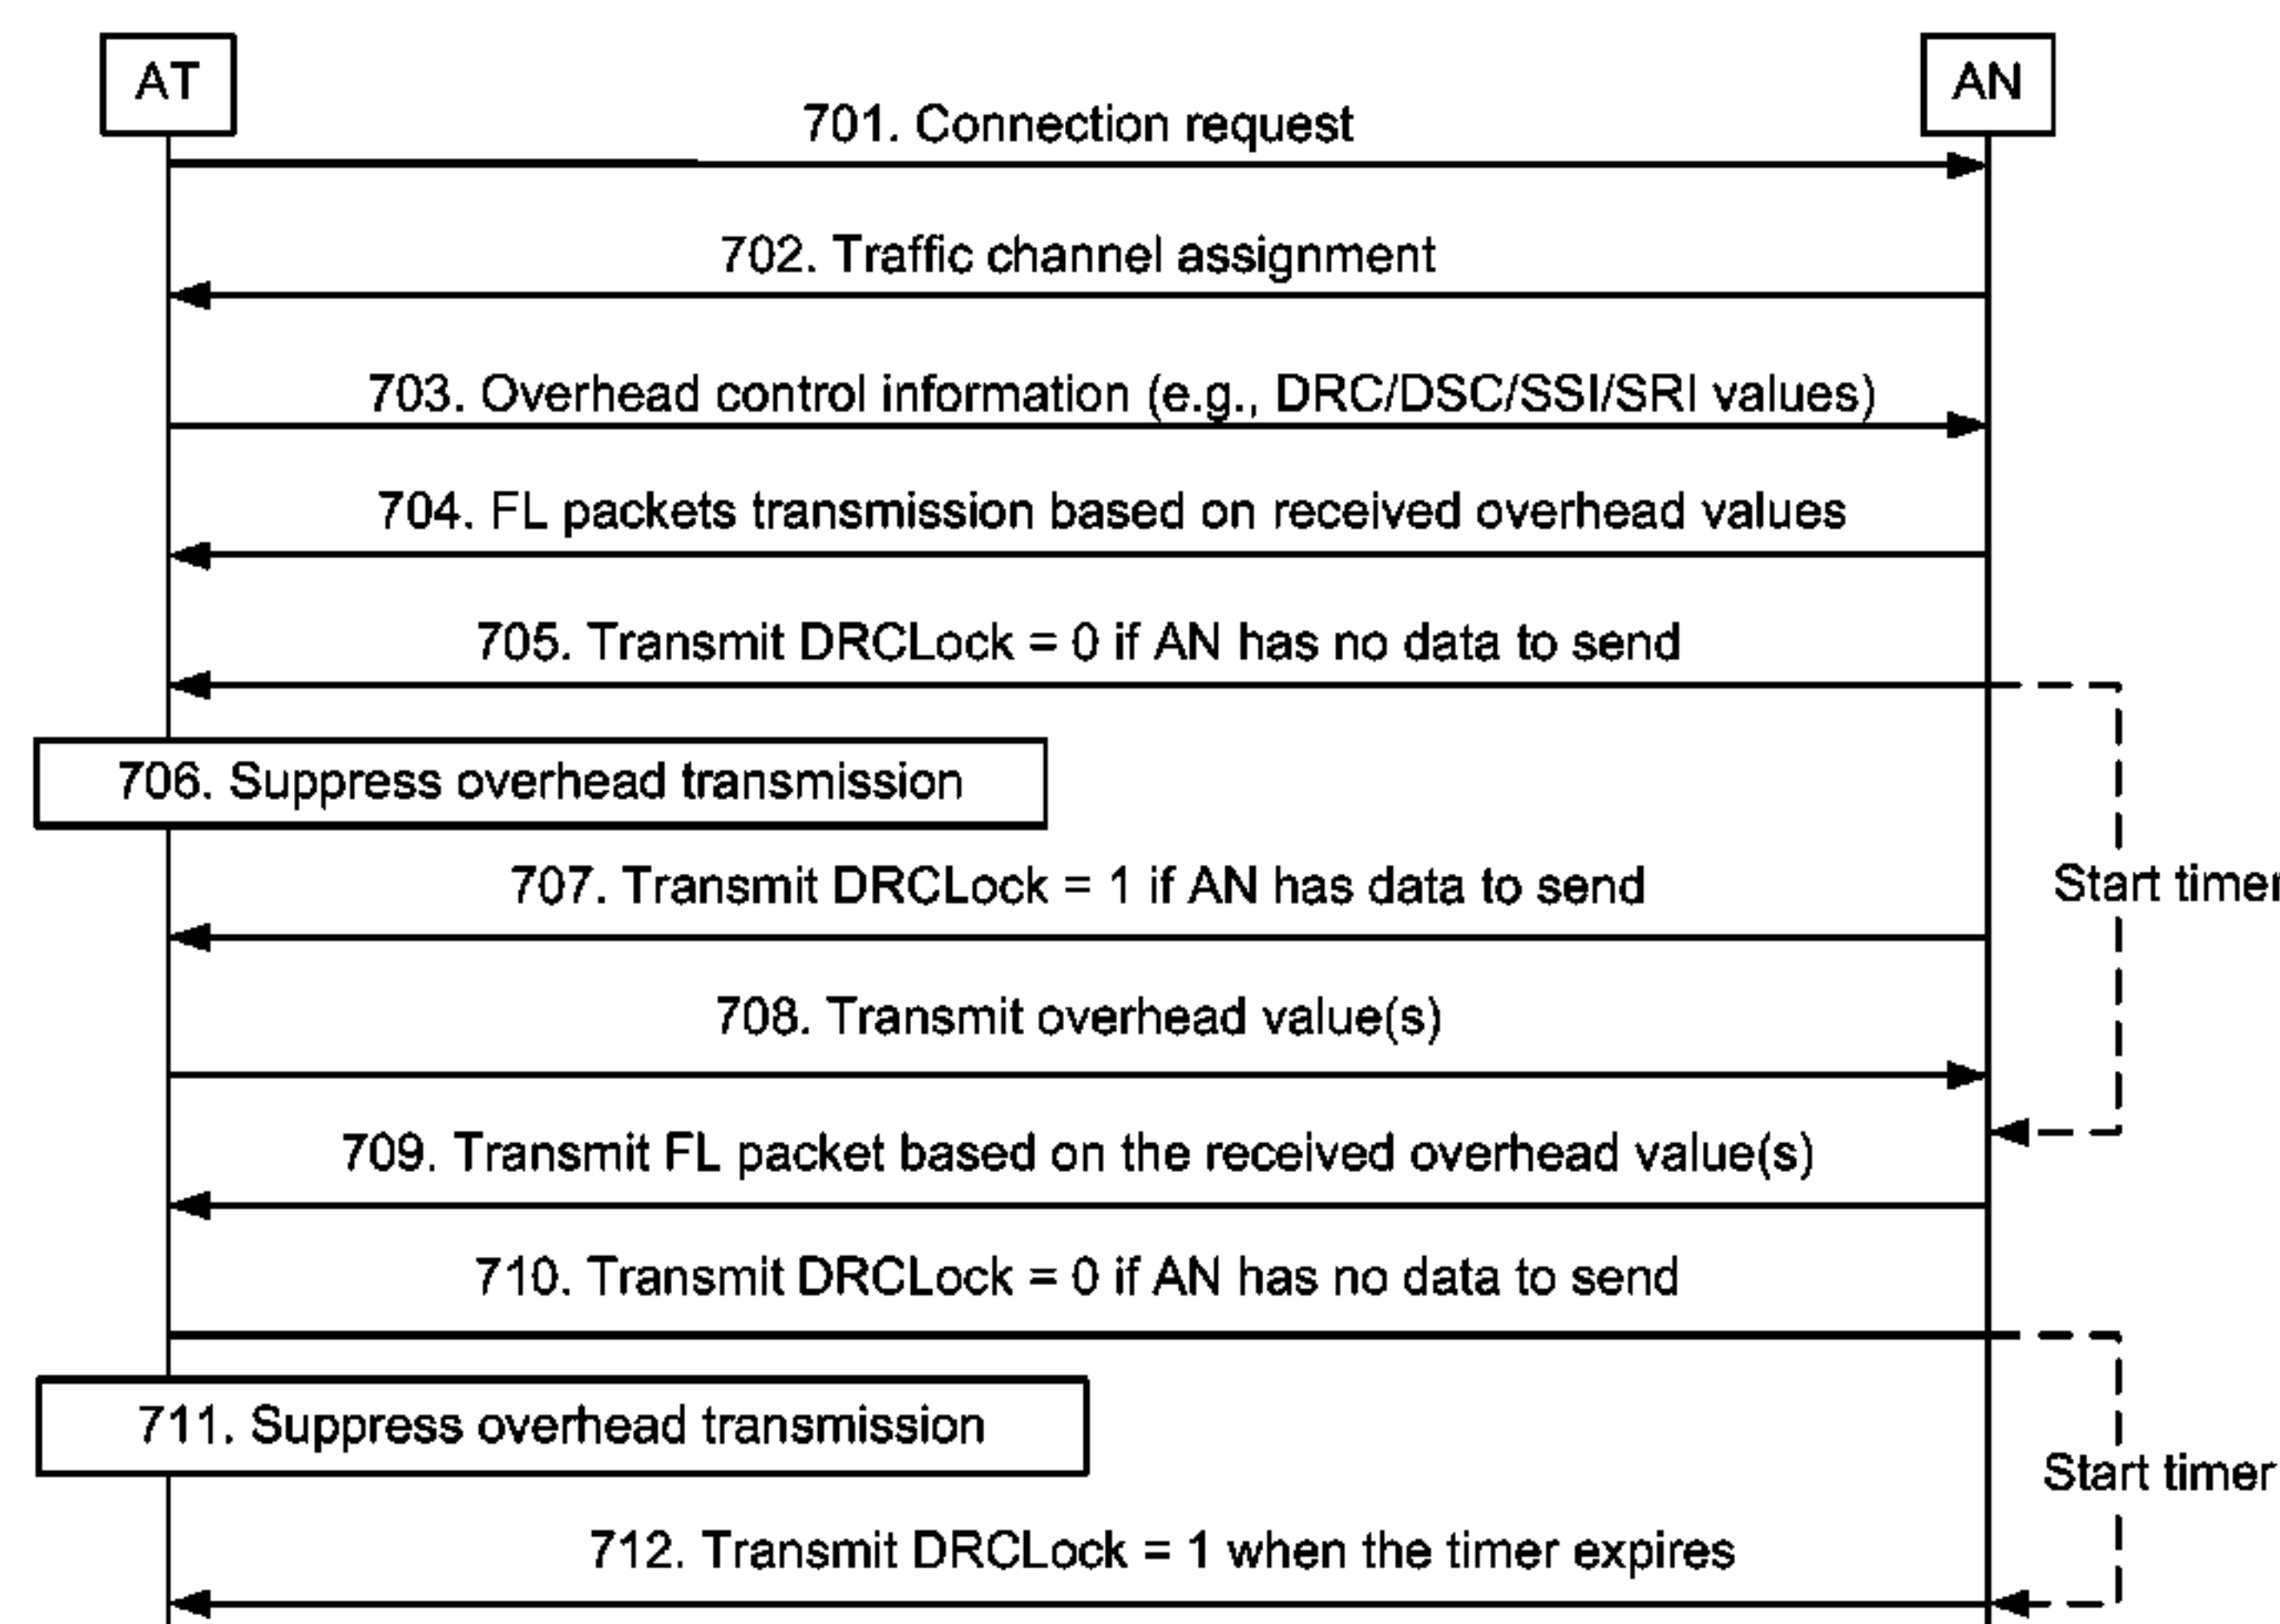 AT
AN
701. Connection request
702. Traffic channel assignment
703. Overhead control information (e.g., DRC/DSC/SSI/SRI values)
704. FL packets transmission based on received overhead values
705. Transmit DRCLock = 0 if AN has no data to send
706. Suppress overhead transmission
707. Transmit DRCLock = 1 if AN has data to send
Start timer
708. Transmit overhead value(s)
709. Transmit FL packet based on the received overhead value(s)
710. Transmit DRCLock = 0 if AN has no data to send
711. Suppress overhead transmission
Start timer
712. Transmit DRCLock = 1 when the timer expires